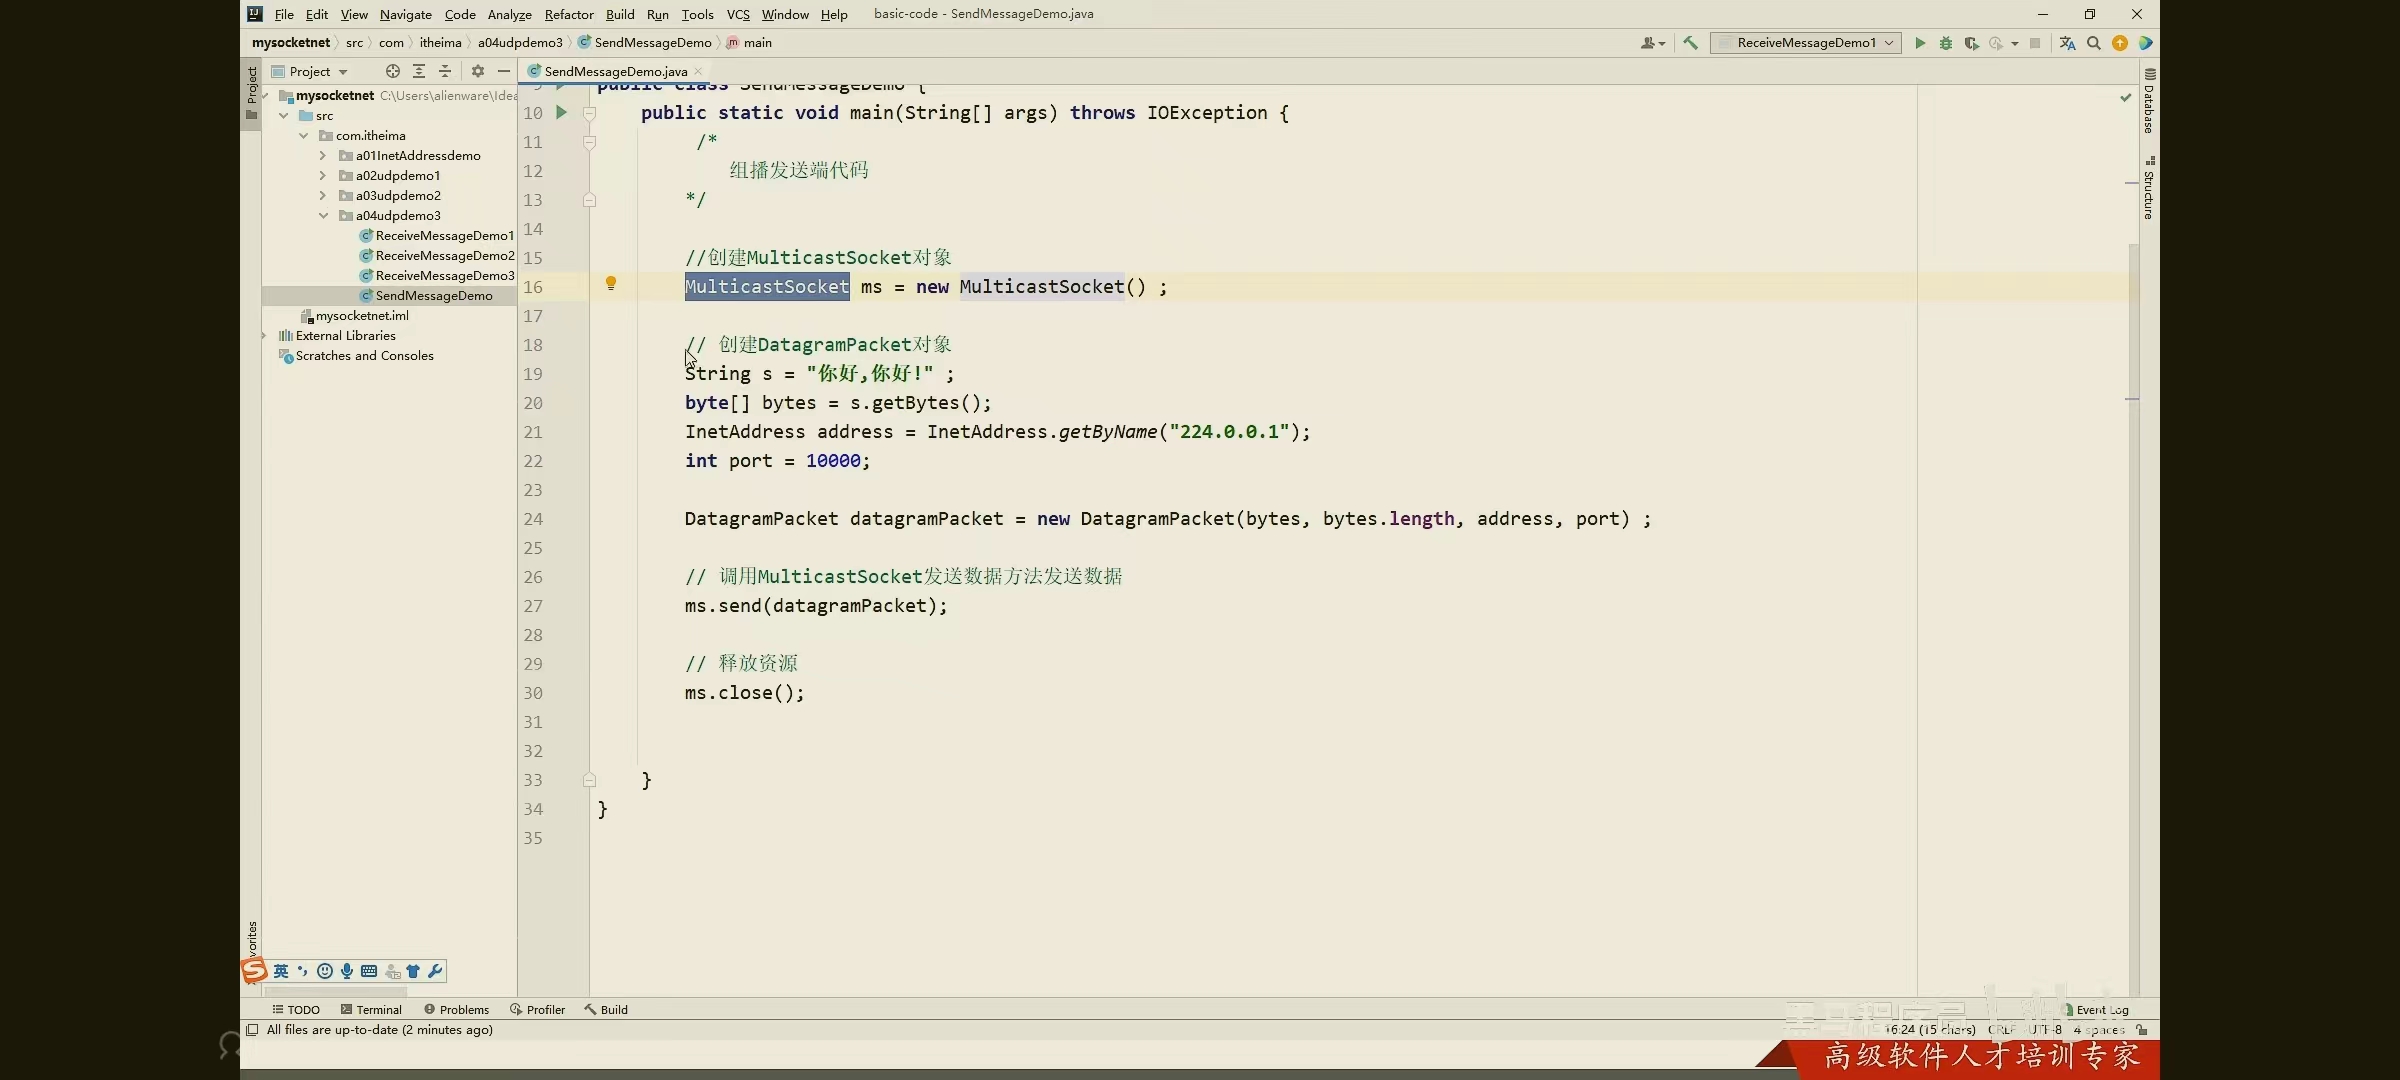 File Edit View Navigate Code Analyze Refactor Build Run Tools VCS Window Help basic-code - SendMessageDemo.java
mysocketnet src com itheima a04udpdemo3 SendMessageDemo main ReceiveMessageDemo1
Project
Project
SendMessageDemo.java
mysocketnet C:\Users\alienware\Idea
src
com.itheima
a01InetAddressdemo
a02udpdemo1
a03udpdemo2
a04udpdemo3
ReceiveMessageDemo1
ReceiveMessageDemo2
ReceiveMessageDemo3
SendMessageDemo
mysocketnet.iml
External Libraries
Scratches and Consoles
public class SendMessageDemo {
10 public static void main(String[] args) throws IOException {
11 /*
12 组播发送端代码
13 */
14
15 //创建MulticastSocket对象
16 MulticastSocket ms = new MulticastSocket() ;
17
18 // 创建DatagramPacket对象
19 String s = "你好,你好!" ;
20 byte[] bytes = s.getBytes();
21 InetAddress address = InetAddress.getByName("224.0.0.1");
22 int port = 10000;
23
24 DatagramPacket datagramPacket = new DatagramPacket(bytes, bytes.length, address, port) ;
25
26 // 调用MulticastSocket发送数据方法发送数据
27 ms.send(datagramPacket);
28
29 // 释放资源
30 ms.close();
31
32
33 }
34 }
35
Database
Structure
英
TODO Terminal Problems Profiler Build Event Log
All files are up-to-date (2 minutes ago) 16:24 (15 chars) CRLF UTF-8 4 spaces
黑马程序员
高级软件人才培训专家